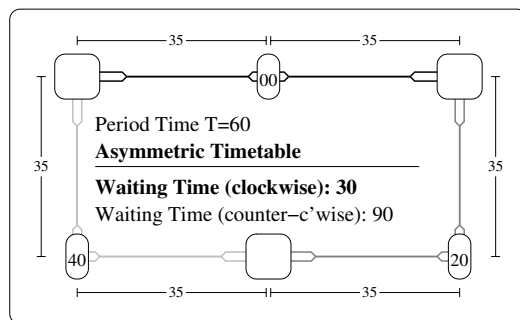 35 35
00
35 35
Period Time T=60
Asymmetric Timetable
Waiting Time (clockwise): 30
Waiting Time (counter−c’wise): 90
40 20
35 35